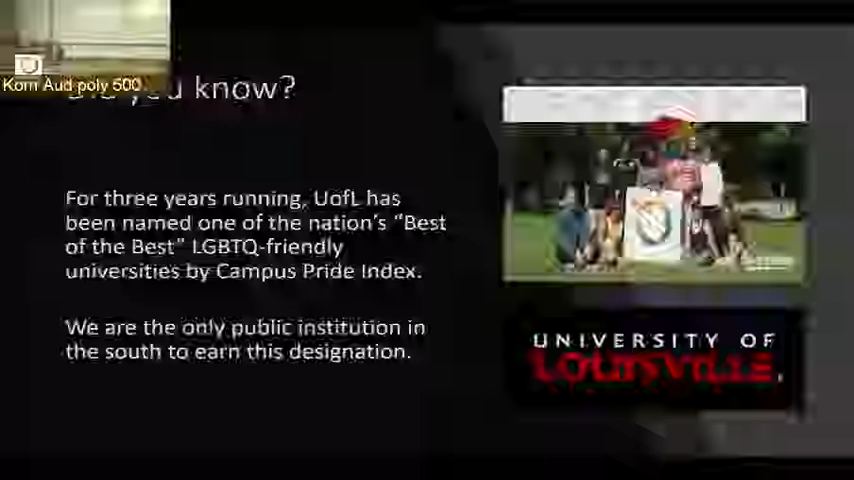 Korn Aud poly 500
you know?
For three years running, UofL has
been named one of the nation's "Best
of the Best" LGBTQ-friendly
universities by Campus Pride Index.
We are the only public institution in
the south to earn this designation.
UNIVERSITY OF
LOUISVILLE